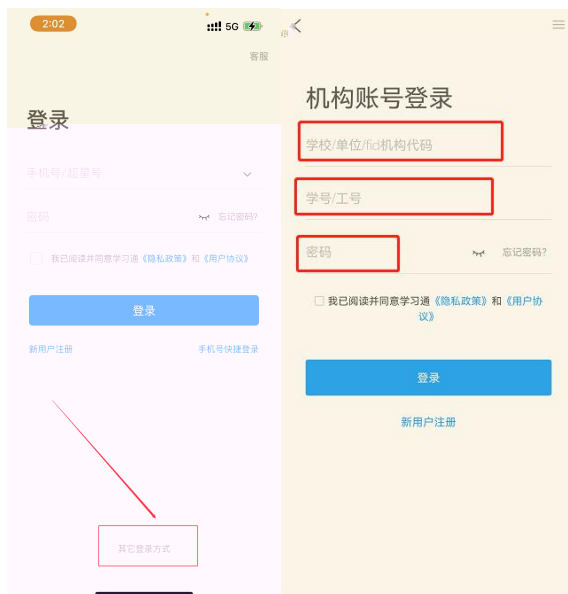 2:02
5G
客服
登录
手机号/超星号
密码
忘记密码?
我已阅读并同意学习通《隐私政策》和《用户协议》
登录
新用户注册
手机号快捷登录
其它登录方式
机构账号登录
学校/单位/fid机构代码
学号/工号
密码
忘记密码?
我已阅读并同意学习通《隐私政策》和《用户协
议》
登录
新用户注册